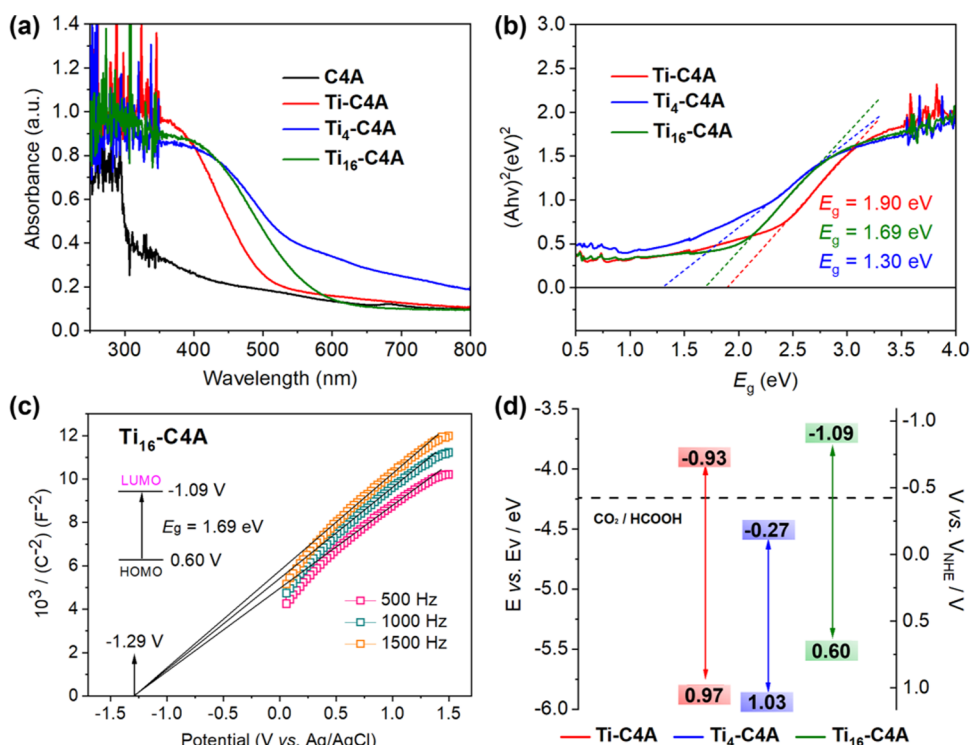 (a)
1.4
1.2
1.0
0.8
0.6
0.4
0.2
0.0
Absorbance (a.u.)
C4A
Ti-C4A
Ti₄-C4A
Ti₁₆-C4A
300 400 500 600 700 800
Wavelength (nm)
(b)
3.0
2.5
2.0
1.5
1.0
0.5
0.0
-0.5
(Ahv)²(eV)²
Ti-C4A
Ti₄-C4A
Ti₁₆-C4A
Eg = 1.90 eV
Eg = 1.69 eV
Eg = 1.30 eV
0.5 1.0 1.5 2.0 2.5 3.0 3.5 4.0
Eg (eV)
(c)
Ti₁₆-C4A
12
10
8
6
4
2
0
10³ / (C⁻²) (F⁻²)
LUMO
-1.09 V
Eg = 1.69 eV
HOMO
0.60 V
-1.29 V
500 Hz
1000 Hz
1500 Hz
-1.5 -1.0 -0.5 0.0 0.5 1.0 1.5
Potential (V vs. Ag/AgCl)
(d)
-3.5
-4.0
-4.5
-5.0
-5.5
-6.0
E vs. Ev / eV
-0.93
-1.09
CO₂ / HCOOH
-0.27
0.60
0.97
1.03
-1.0
-0.5
0.0
0.5
1.0
V vs. VNHE / V
Ti-C4A
Ti₄-C4A
Ti₁₆-C4A